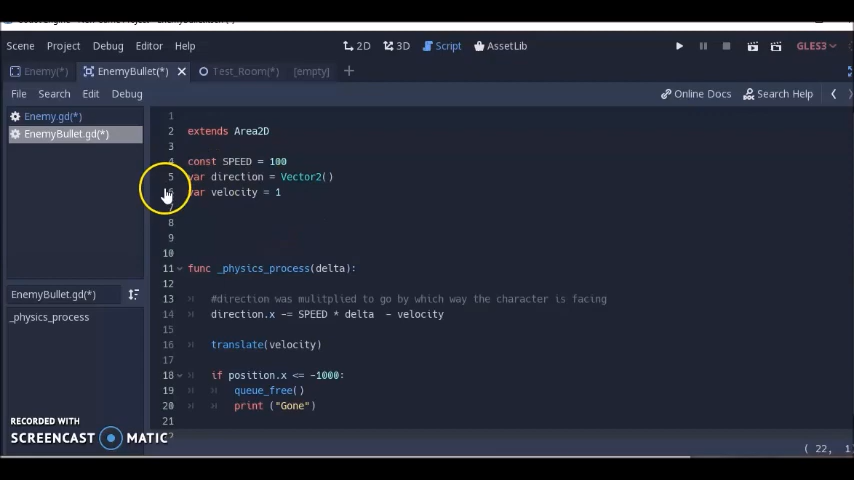 Scene Project Debug Editor Help 2D 3D Script AssetLib GLES3
Enemy(*) EnemyBullet(*) Test_Room(*) [empty]
File Search Edit Debug Online Docs Search Help
Enemy.gd(*)
EnemyBullet.gd(*)
EnemyBullet.gd(*)
_physics_process
1
2 extends Area2D
3
4 const SPEED = 100
5 var direction = Vector2()
6 var velocity = 1
7
8
9
10
11 func _physics_process(delta):
12
13 #direction was mulitplied to go by which way the character is facing
14 direction.x -= SPEED * delta - velocity
15
16 translate(velocity)
17
18 if position.x <= -1000:
19 queue_free()
20 print ("Gone")
21
( 22, 1
RECORDED WITH
SCREENCAST MATIC